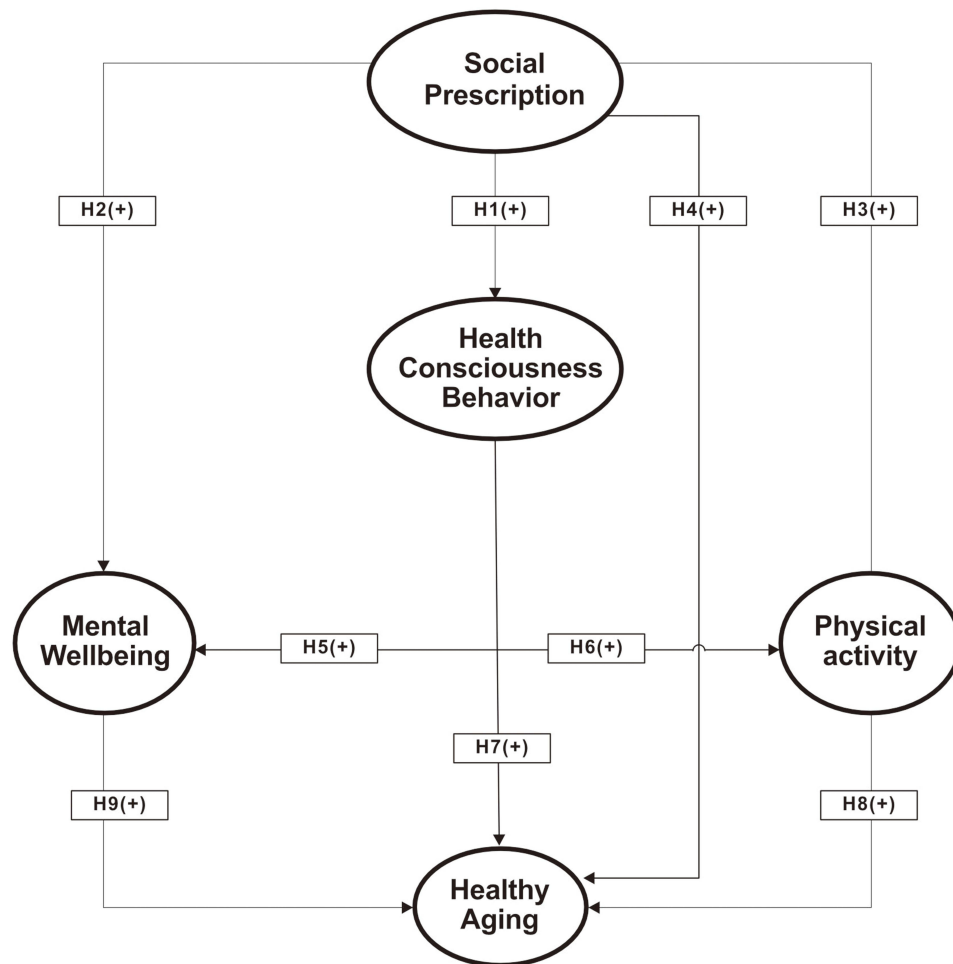 Social
Prescription
H2(+)
H1(+)
H4(+)
H3(+)
Health
Consciousness
Behavior
Mental
Wellbeing
H5(+)
H6(+)
Physical
activity
H7(+)
H9(+)
H8(+)
Healthy
Aging